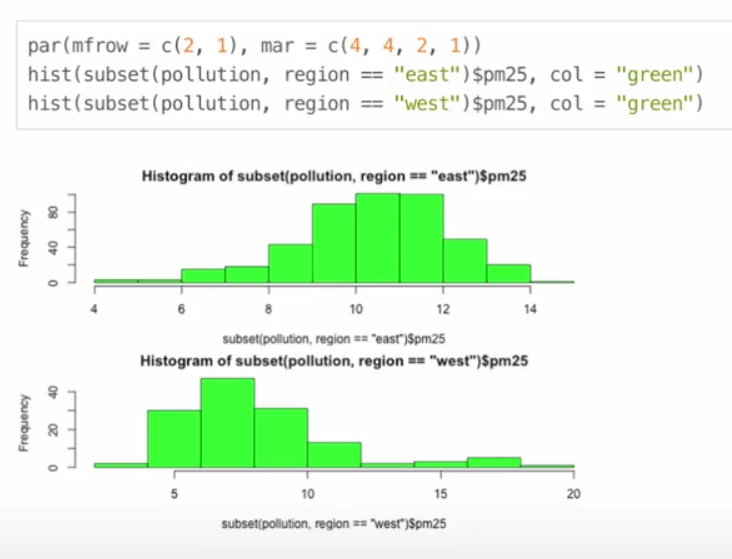 par(mfrow = c(2, 1), mar = c(4, 4, 2, 1))
hist(subset(pollution, region == "east")$pm25, col = "green")
hist(subset(pollution, region == "west")$pm25, col = "green")
Histogram of subset(pollution, region == "east")$pm25
Frequency
0 40 80
4 6 8 10 12 14
subset(pollution, region == "east")$pm25
Histogram of subset(pollution, region == "west")$pm25
Frequency
0 20 40
5 10 15 20
subset(pollution, region == "west")$pm25